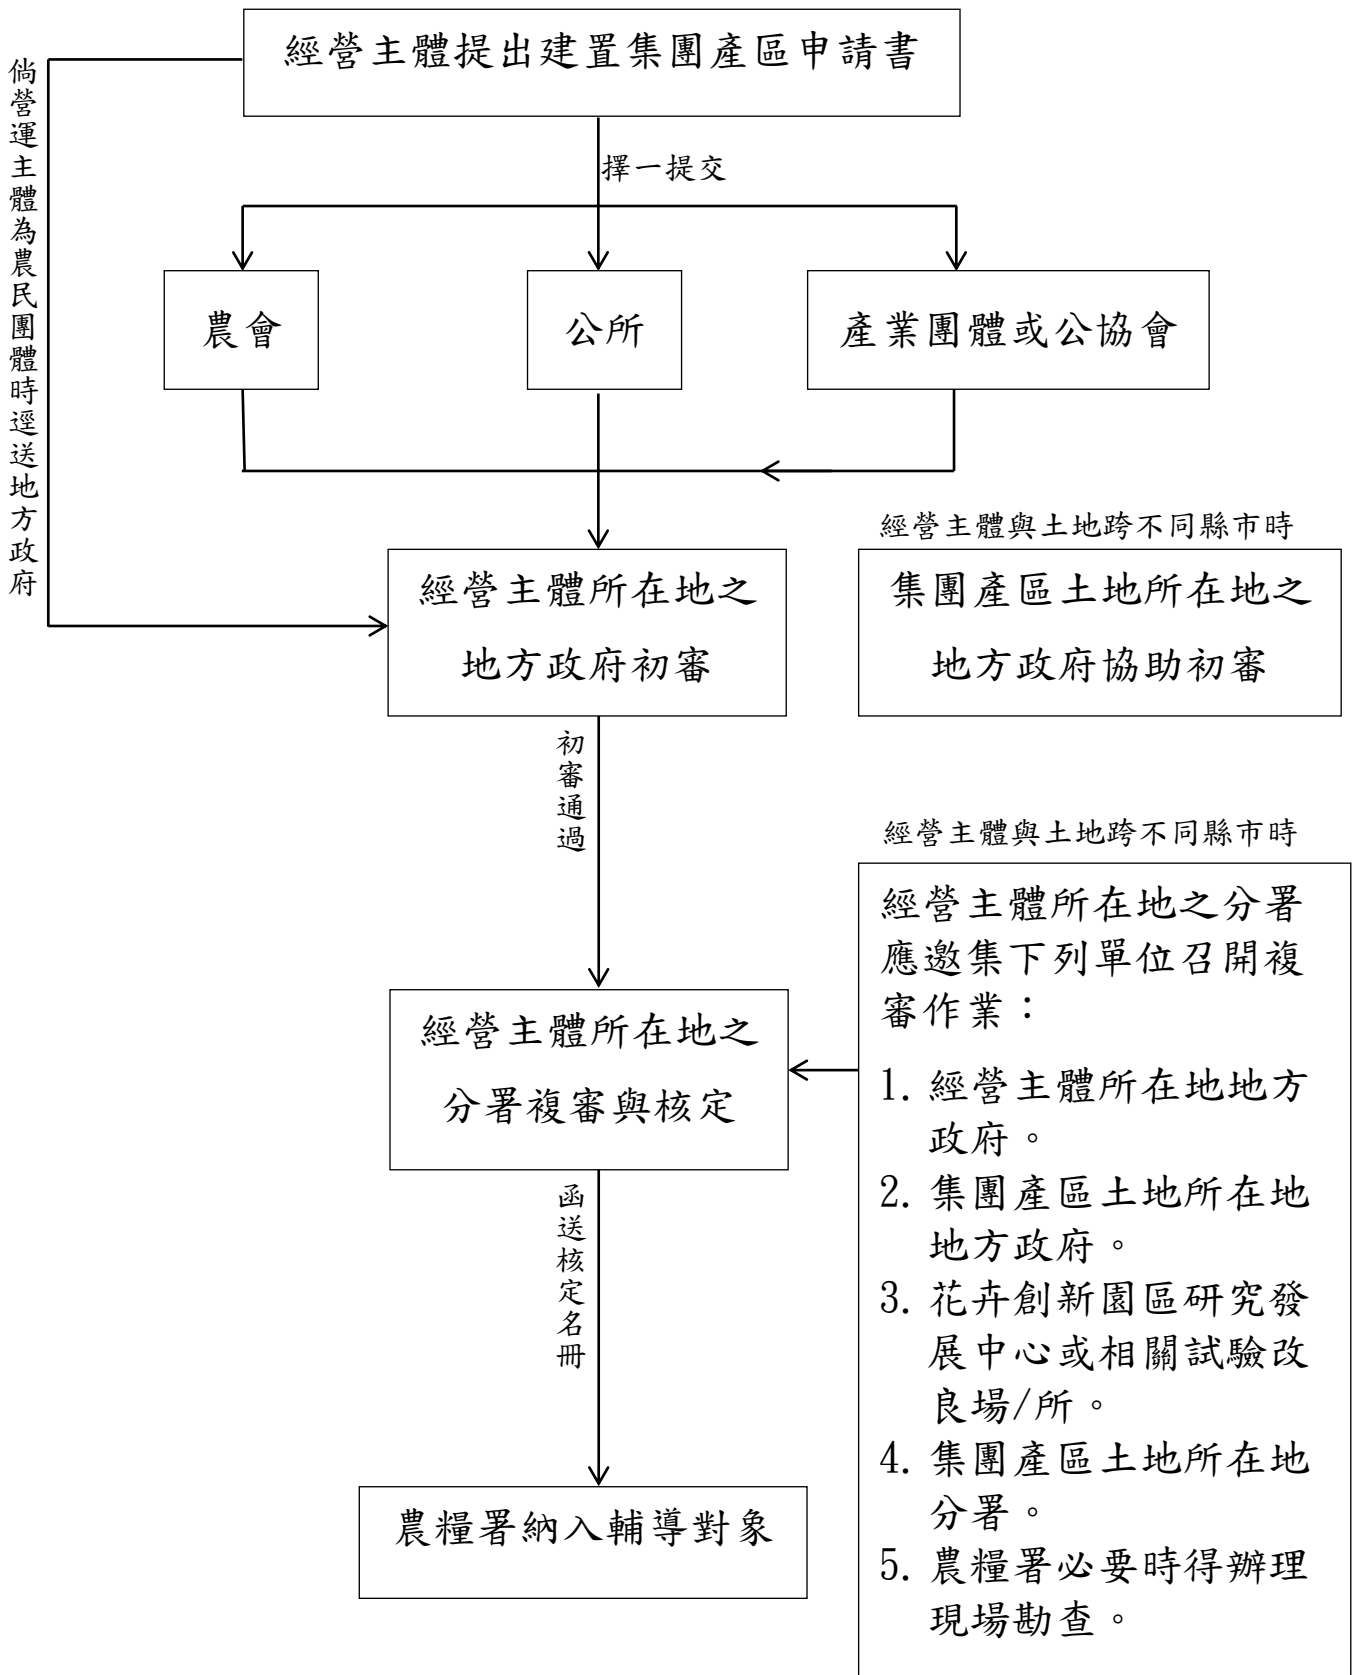 經營主體提出建置集團產區申請書
倘營運主體為農民團體時逕送地方政府
擇一提交
農會
公所
產業團體或公協會
經營主體與土地跨不同縣市時
經營主體所在地之
地方政府初審
集團產區土地所在地之
地方政府協助初審
初審通過
經營主體與土地跨不同縣市時
經營主體所在地之分署
應邀集下列單位召開複
審作業：
1. 經營主體所在地地方
政府。
2. 集團產區土地所在地
地方政府。
3. 花卉創新園區研究發
展中心或相關試驗改
良場/所。
4. 集團產區土地所在地
分署。
5. 農糧署必要時得辦理
現場勘查。
經營主體所在地之
分署複審與核定
函送核定名冊
農糧署納入輔導對象